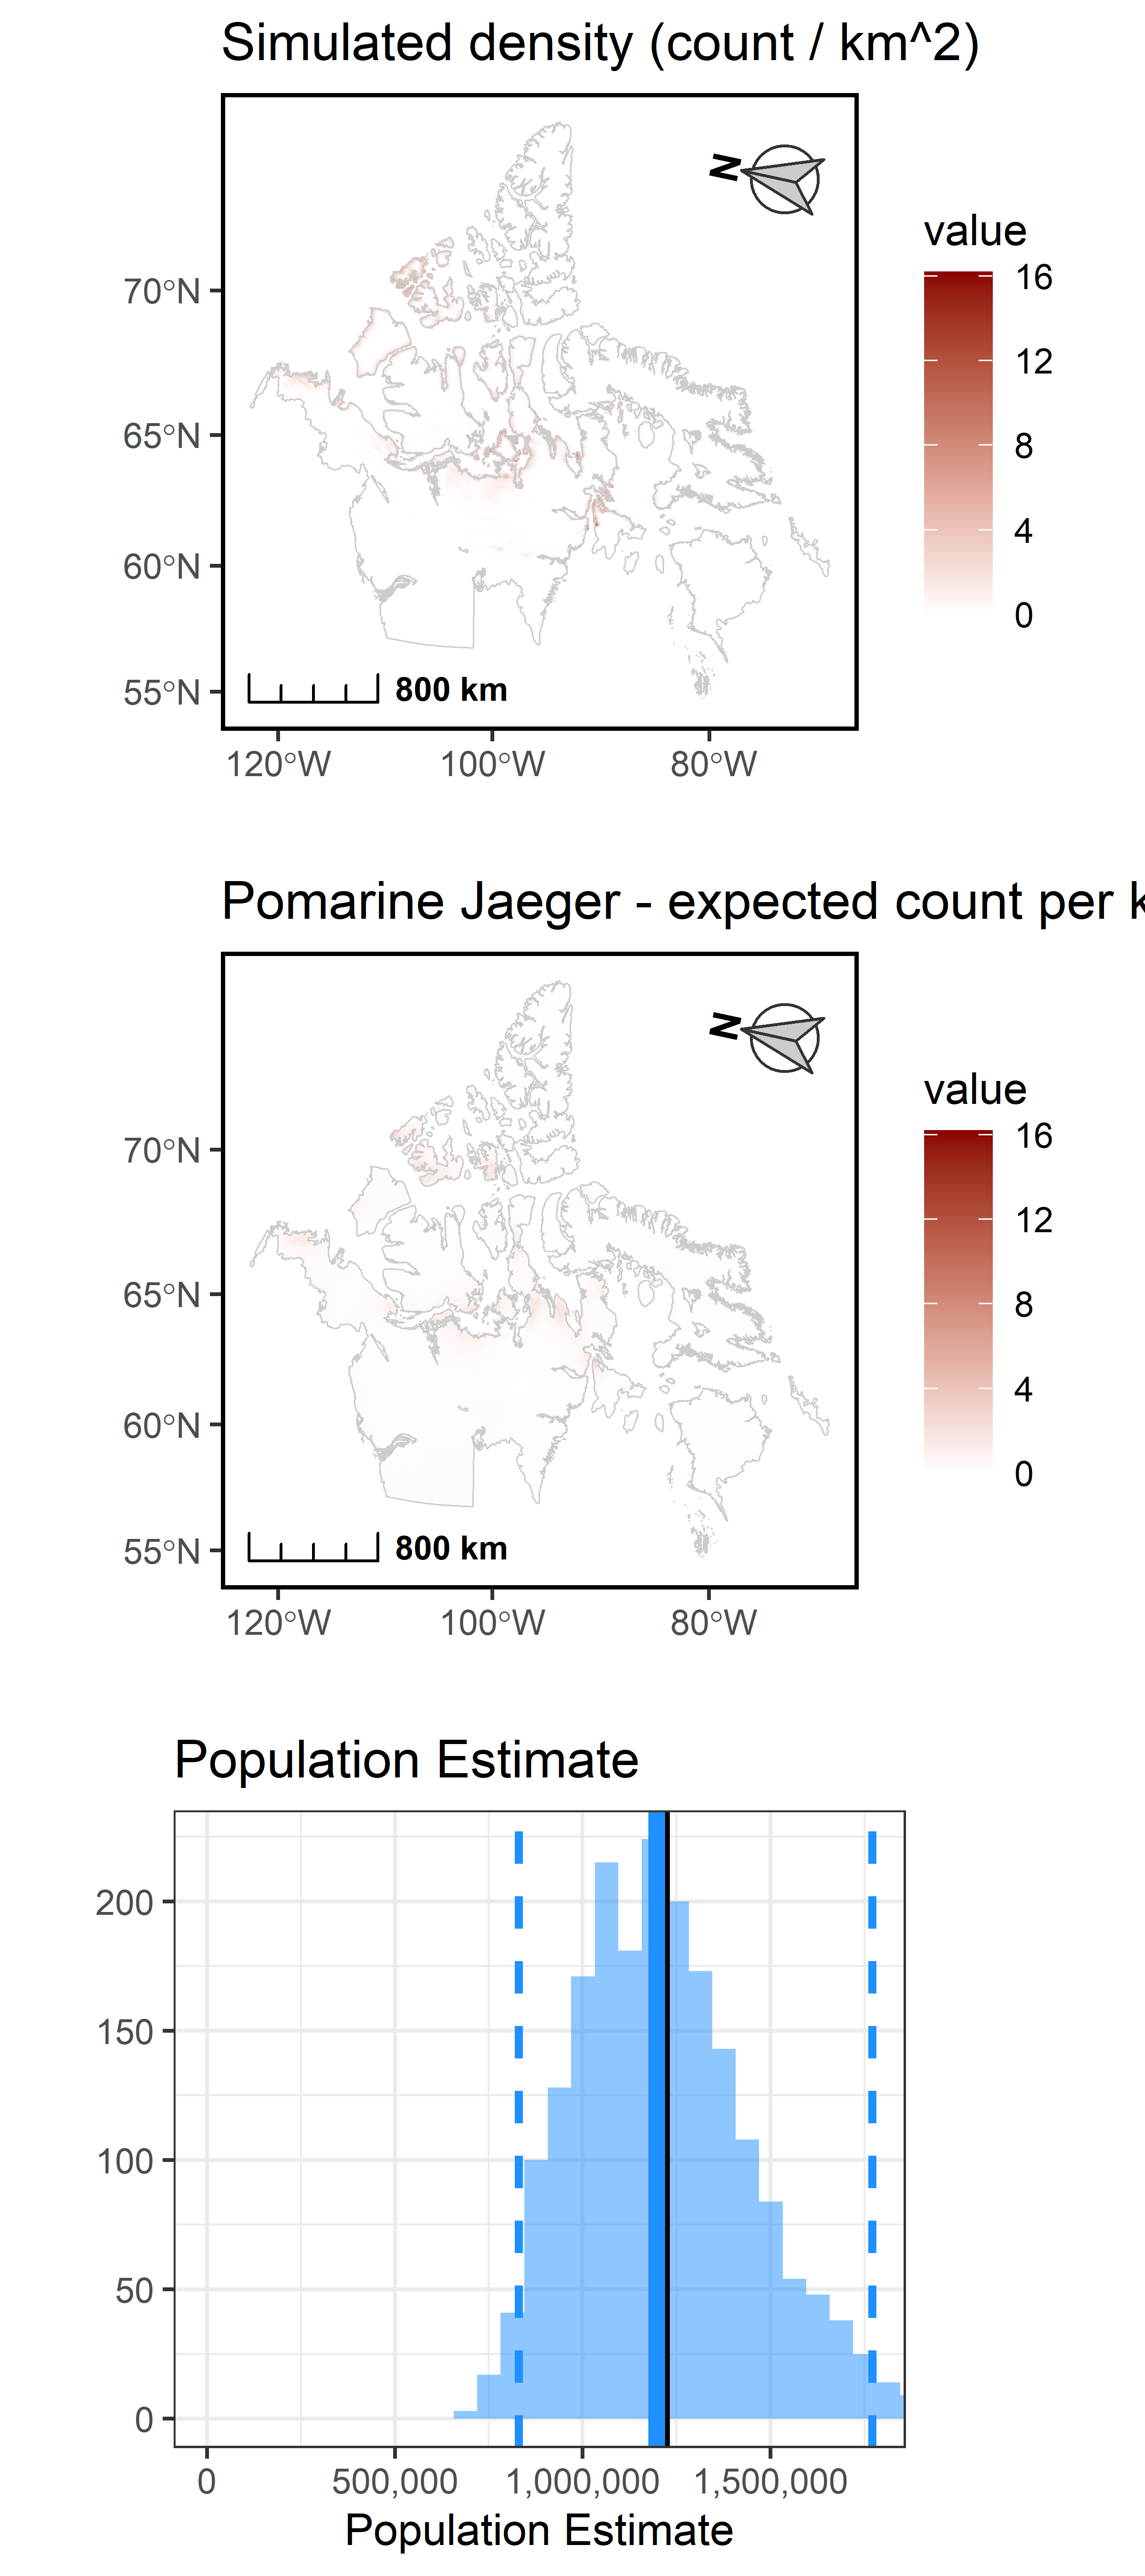 Simulated density (count / km^2)
N
70°N
65°N
60°N
55°N
800 km
120°W 100°W 80°W
value
16
12
8
4
0
Pomarine Jaeger - expected count per k
N
70°N
65°N
60°N
55°N
800 km
120°W 100°W 80°W
value
16
12
8
4
0
Population Estimate
200
150
100
50
0
0 500,000 1,000,000 1,500,000
Population Estimate